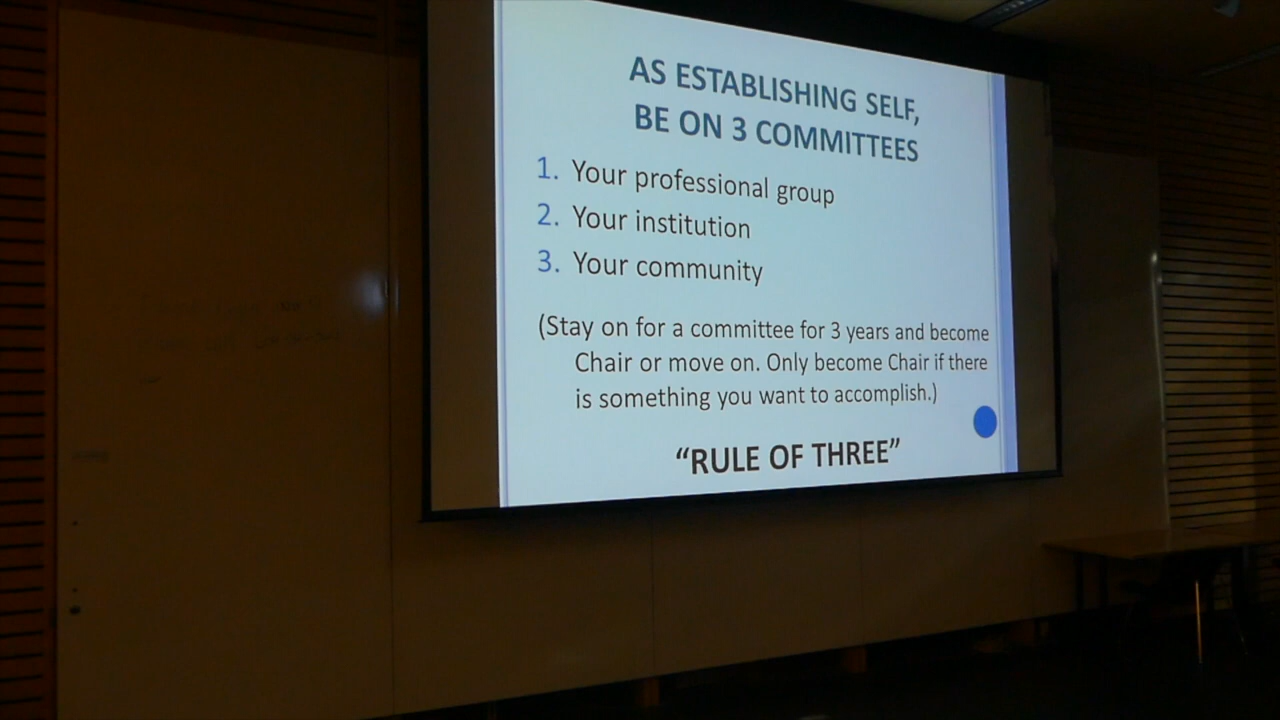 AS ESTABLISHING SELF,
BE ON 3 COMMITTEES
1. Your professional group
2. Your institution
3. Your community
(Stay on for a committee for 3 years and become
Chair or move on. Only become Chair if there
is something you want to accomplish.)
“RULE OF THREE”